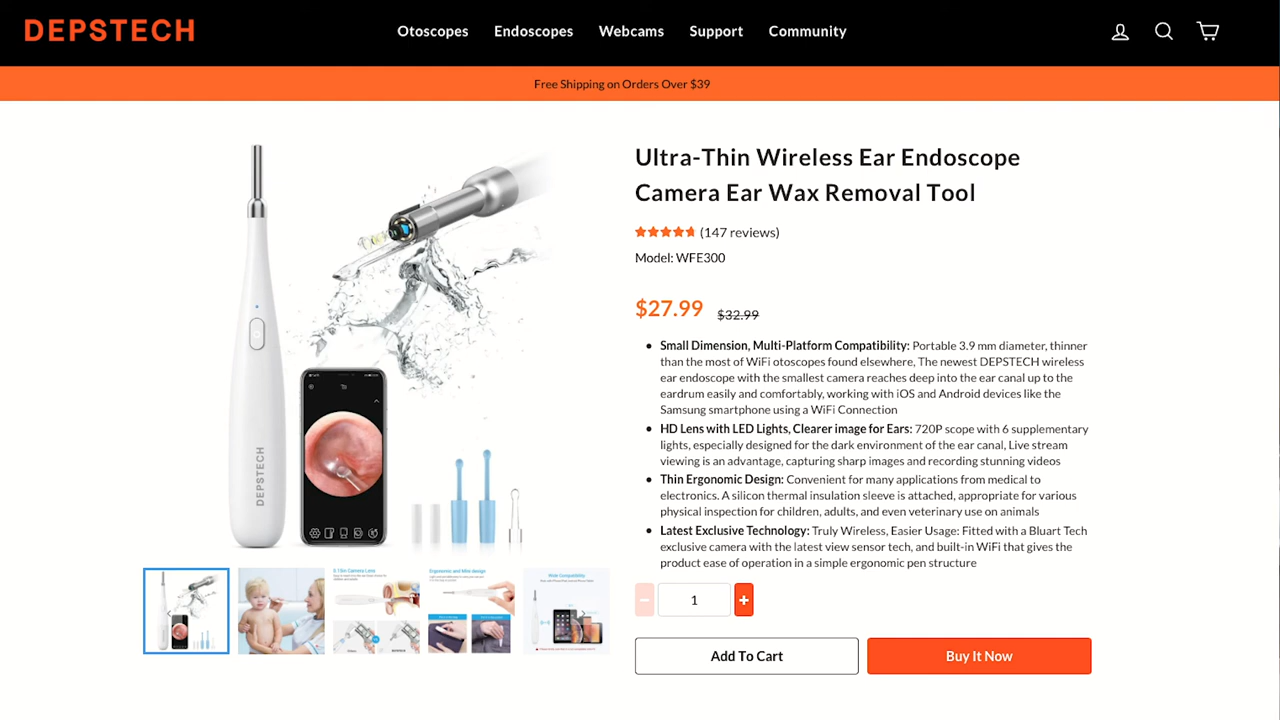 DEPSTECH
Otoscopes Endoscopes Webcams Support Community
Free Shipping on Orders Over $39
Ultra-Thin Wireless Ear Endoscope
Camera Ear Wax Removal Tool
(147 reviews)
Model: WFE300
$27.99 $32.99
Small Dimension, Multi-Platform Compatibility: Portable 3.9 mm diameter, thinner
than the most of WiFi otoscopes found elsewhere, The newest DEPSTECH wireless
ear endoscope with the smallest camera reaches deep into the ear canal up to the
eardrum easily and comfortably, working with iOS and Android devices like the
Samsung smartphone using a WiFi Connection
HD Lens with LED Lights, Clearer image for Ears: 720P scope with 6 supplementary
lights, especially designed for the dark environment of the ear canal, Live stream
viewing is an advantage, capturing sharp images and recording stunning videos
Thin Ergonomic Design: Convenient for many applications from medical to
electronics. A silicon thermal insulation sleeve is attached, appropriate for various
physical inspection for children, adults, and even veterinary use on animals
Latest Exclusive Technology: Truly Wireless, Easier Usage: Fitted with a Bluart Tech
exclusive camera with the latest view sensor tech, and built-in WiFi that gives the
product ease of operation in a simple ergonomic pen structure
1
Add To Cart Buy It Now
DEPSTECH
Ergonomic and Mini design
Wide Compatibility